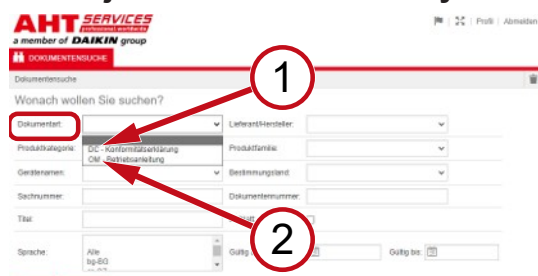 AHT SERVICES
professional worldwide
a member of DAIKIN group
Profil | Abmelden
DOKUMENTENSUCHE
Dokumentensuche
1
Wonach wollen Sie suchen?
Dokumentart:
Lieferant/Hersteller:
Produktkategorie:
DC - Konformitätserklärung
OM - Betriebsanleitung
Produktfamilie:
Gerätenamen:
Bestimmungsland:
Sachnummer:
Dokumentennummer:
Titel:
2
Sprache:
Alle
bg-BG
Gültig
Gültig bis: